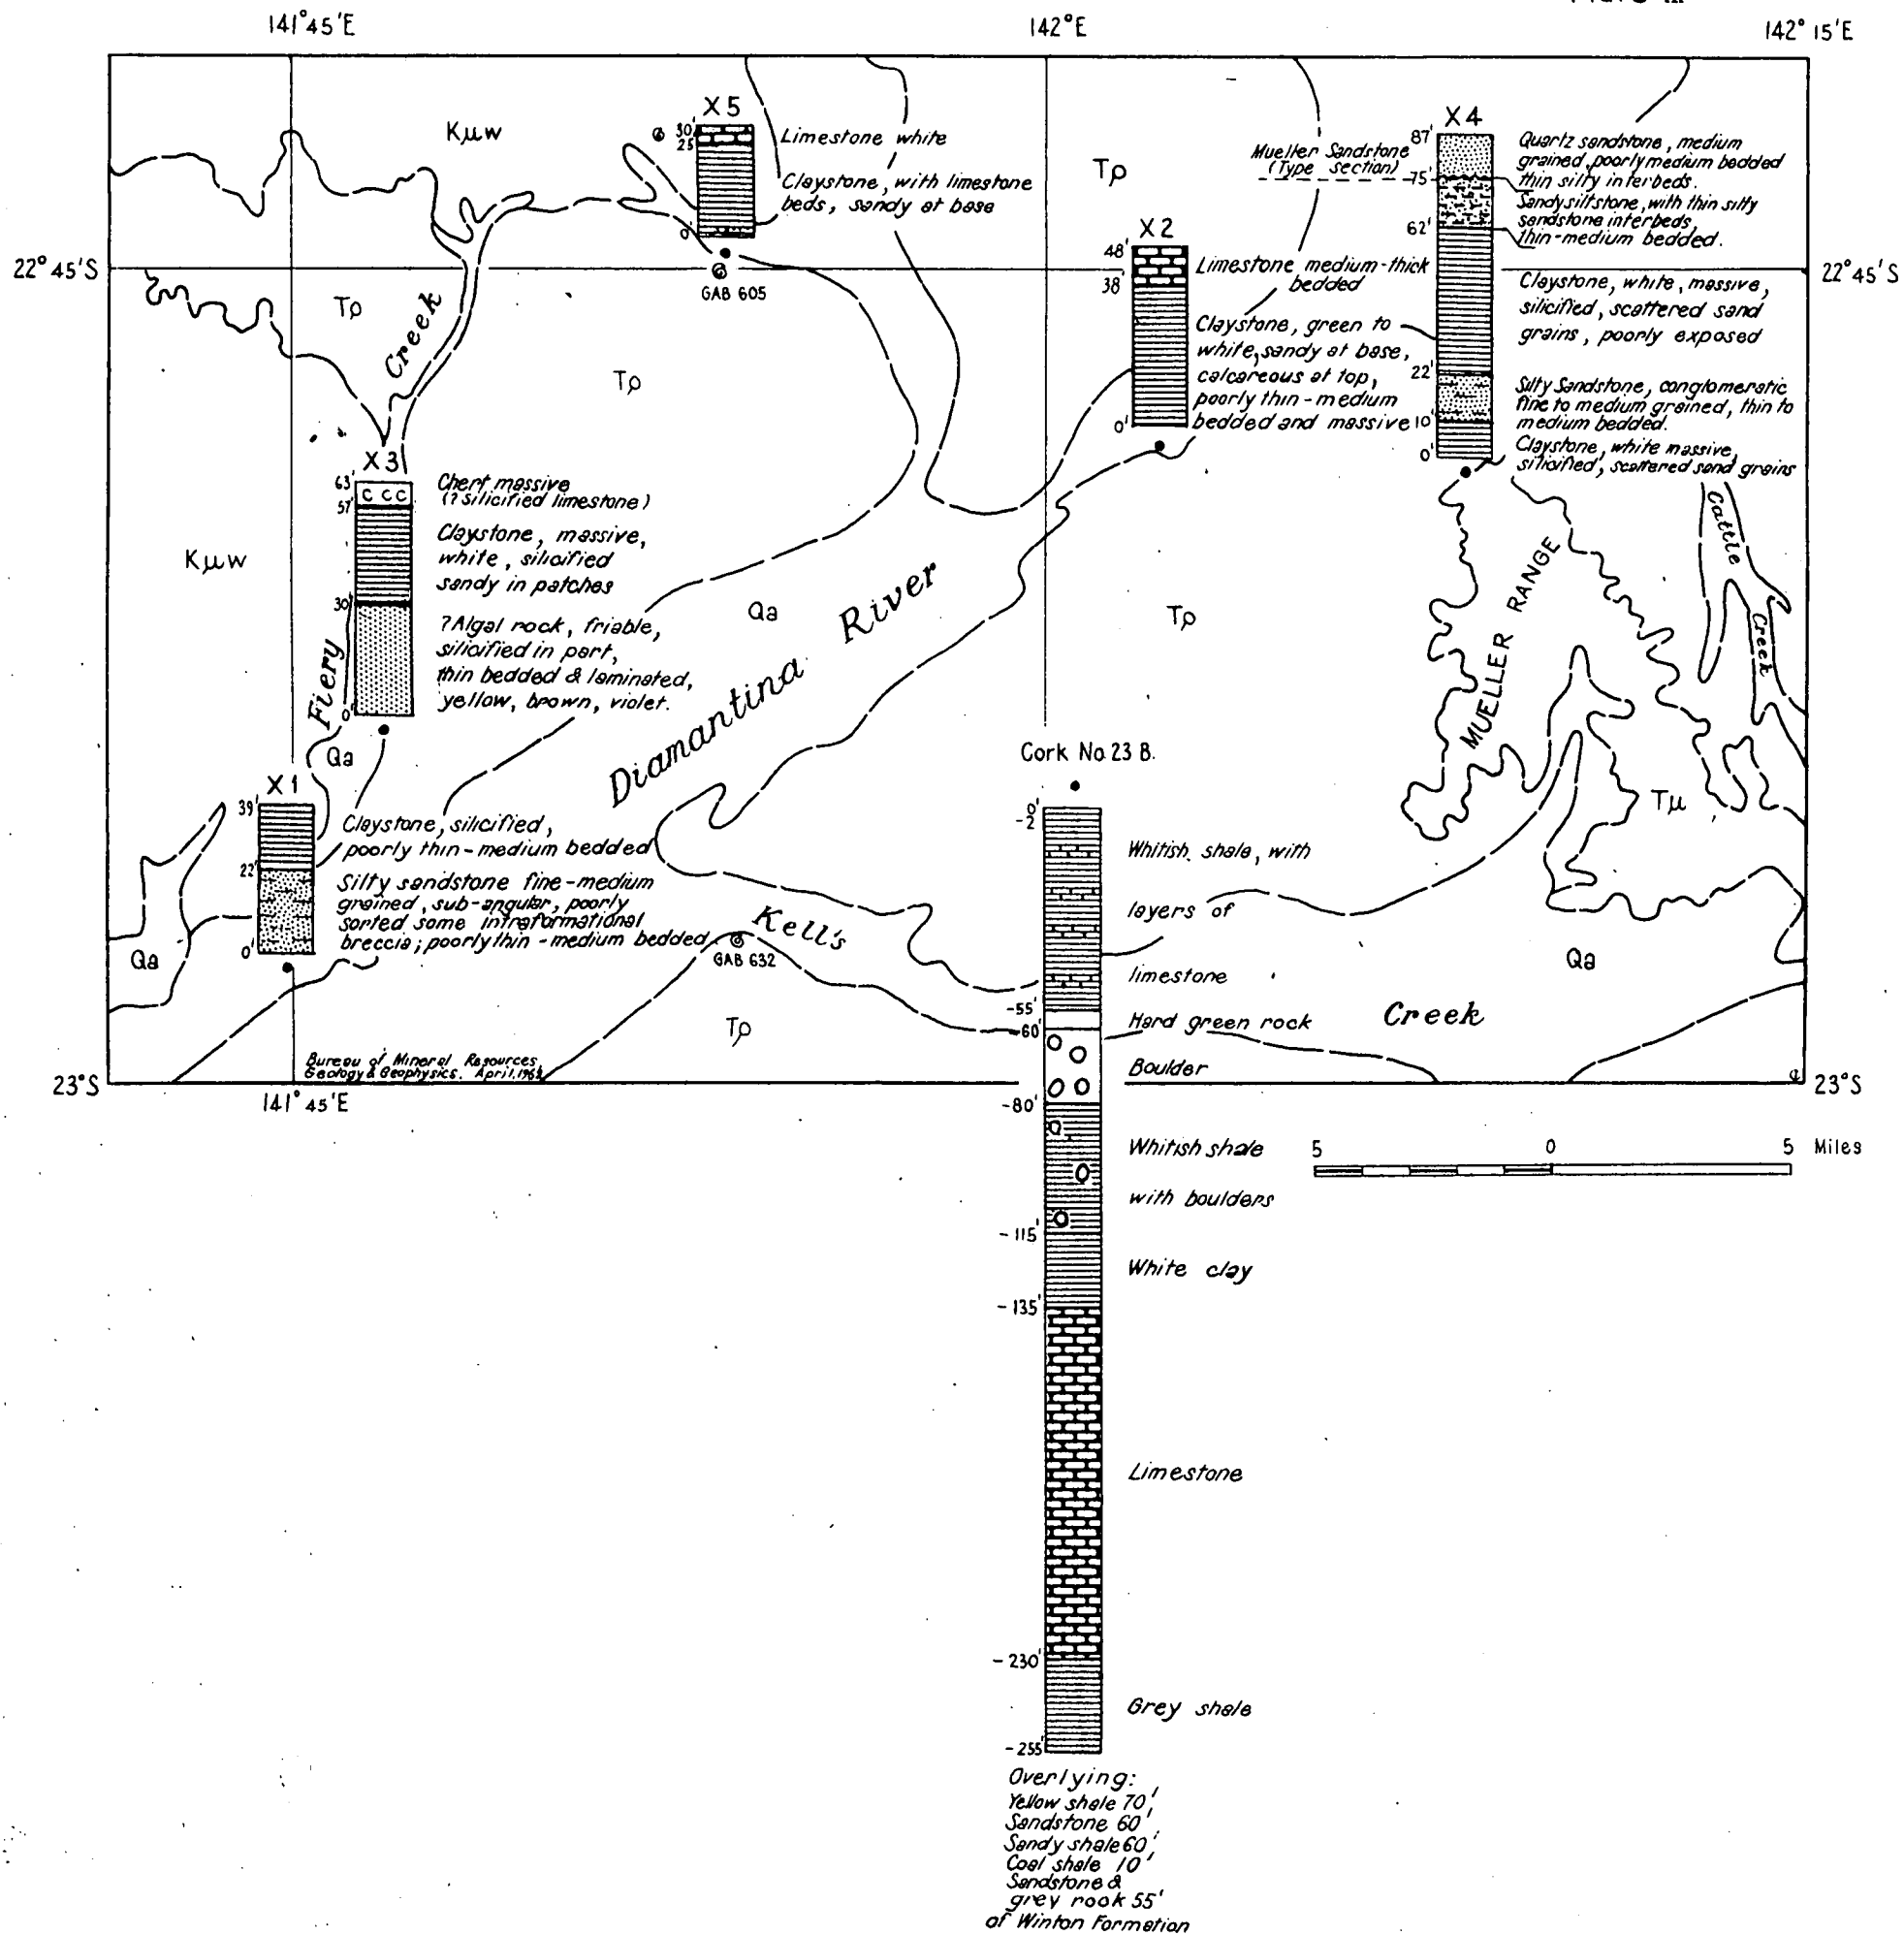 141°45'E
142°E
142°15'E
Kµw
X5
30'
25'
0'
Limestone white
Claystone, with limestone
beds, sandy at base
GAB 605
Tp
Mueller Sandstone
(Type section)
X4
87'
75'
62'
22'
10'
0'
Quartz sandstone, medium
grained, poorly medium bedded
thin silty interbeds.
Sandy siltstone, with thin silty
sandstone interbeds,
thin-medium bedded.
Claystone, white, massive,
silicified, scattered sand
grains, poorly exposed
Silty Sandstone, conglomeratic
fine to medium grained, thin to
medium bedded.
Claystone, white massive,
silicified, scattered sand grains
X2
48'
38'
0'
Limestone medium-thick
bedded
Claystone, green to
white, sandy at base,
calcareous at top,
poorly thin-medium
bedded and massive
22°45'S
22°45'S
Tp
Creek
Tp
X3
63'
57'
30'
0'
C C C
Chert massive
(? Silicified limestone)
Claystone, massive,
white, silicified
sandy in patches
?Algal rock, friable,
silicified in part,
thin bedded & laminated,
yellow, brown, violet.
Kµw
Fiery
Qa
Qa
Diamantina River
Tp
MUELLER RANGE
Cattle
Creek
Tµ
X1
39'
22'
0'
Claystone, silicified,
poorly thin-medium bedded
Silty sandstone fine-medium
grained, sub-angular, poorly
sorted some intraformational
breccia; poorly thin-medium bedded
Qa
GAB 632
Kell's
Creek
Qa
Tp
Bureau of Mineral Resources,
Geology & Geophysics. April.
23°S
141°45'E
23°S
Cork No. 23 B.
0'
-2'
-55'
-60'
-80'
-115'
-135'
-230'
-255'
Whitish shale, with
layers of
limestone
Hard green rock
Boulder
Whitish shale
with boulders
White clay
Limestone
Grey shale
5 0 5 Miles
Overlying:
Yellow shale 70',
Sandstone 60',
Sandy shale 60',
Coal shale 10'
Sandstone &
grey rock 55'
of Winton Formation